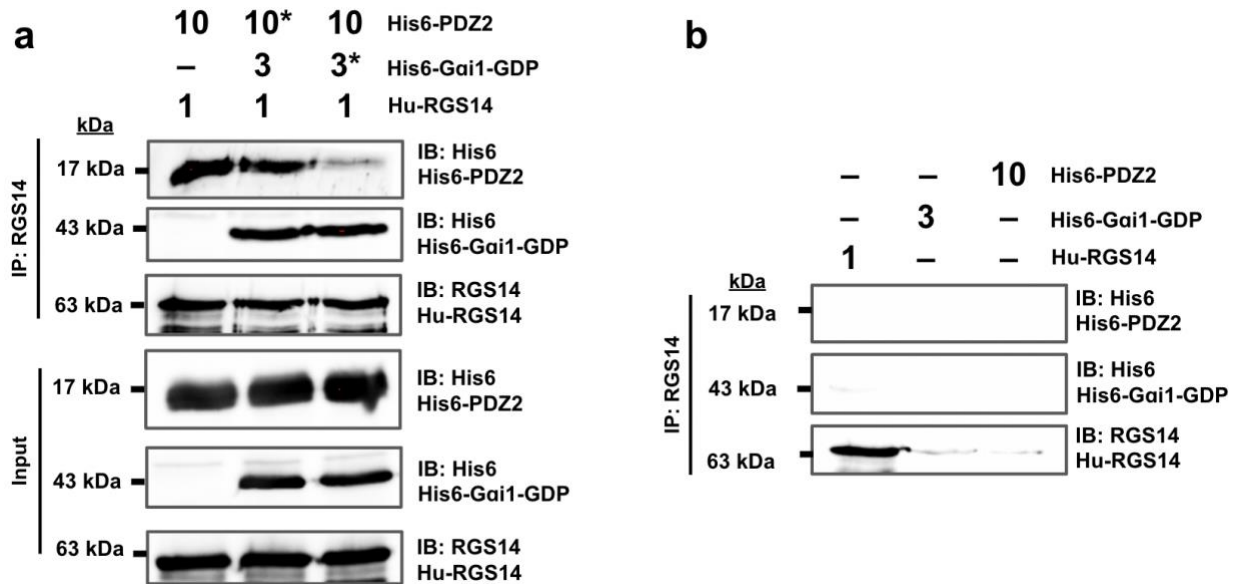 a
10 10* 10 His6-PDZ2
– 3 3* His6-Gαi1-GDP
1 1 1 Hu-RGS14
kDa
IP: RGS14
17 kDa
IB: His6
His6-PDZ2
43 kDa
IB: His6
His6-Gαi1-GDP
63 kDa
IB: RGS14
Hu-RGS14
Input
17 kDa
IB: His6
His6-PDZ2
43 kDa
IB: His6
His6-Gαi1-GDP
63 kDa
IB: RGS14
Hu-RGS14
b
– – 10 His6-PDZ2
– 3 – His6-Gαi1-GDP
1 – – Hu-RGS14
kDa
IP: RGS14
17 kDa
IB: His6
His6-PDZ2
43 kDa
IB: His6
His6-Gαi1-GDP
63 kDa
IB: RGS14
Hu-RGS14